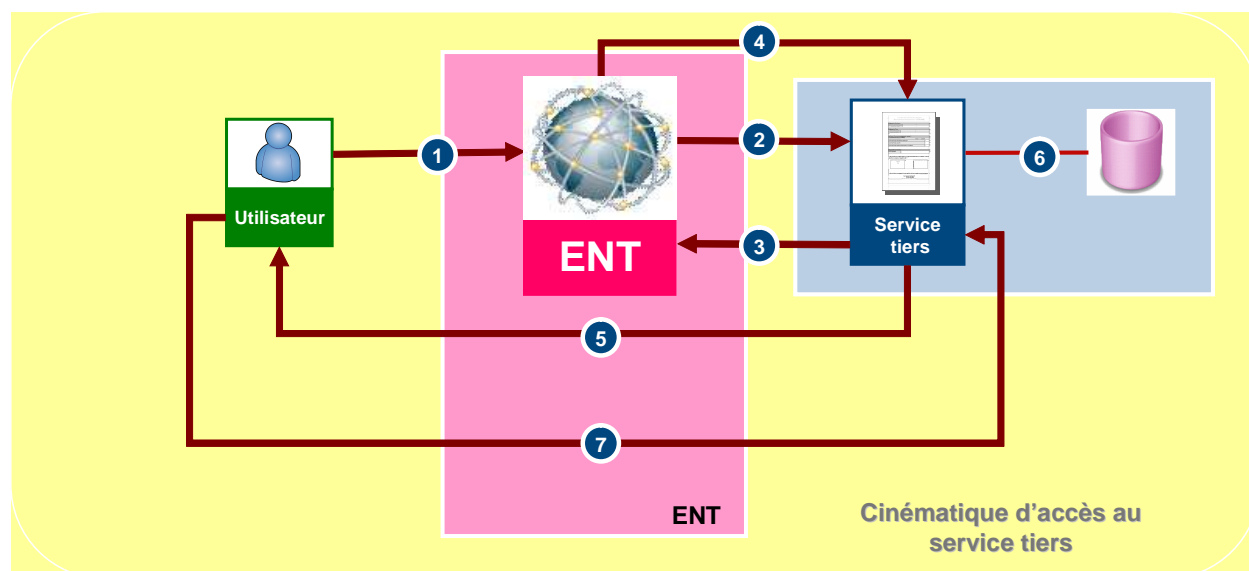 4
1
2
6
Utilisateur
Service
tiers
ENT
3
5
7
ENT
Cinématique d'accès au
service tiers